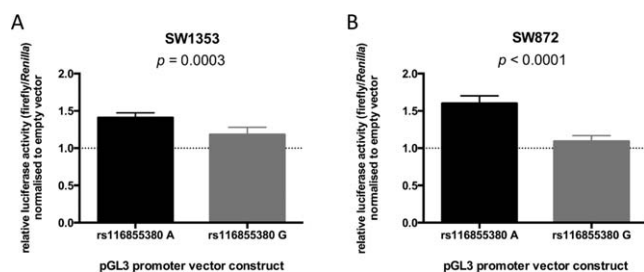 A
SW1353
p = 0.0003
relative luciferase activity (firefly/Renilla)
normalised to empty vector
2.0
1.5
1.0
0.5
0.0
rs116855380 A
rs116855380 G
pGL3 promoter vector construct
B
SW872
p < 0.0001
relative luciferase activity (firefly/Renilla)
normalised to empty vector
2.0
1.5
1.0
0.5
0.0
rs116855380 A
rs116855380 G
pGL3 promoter vector construct